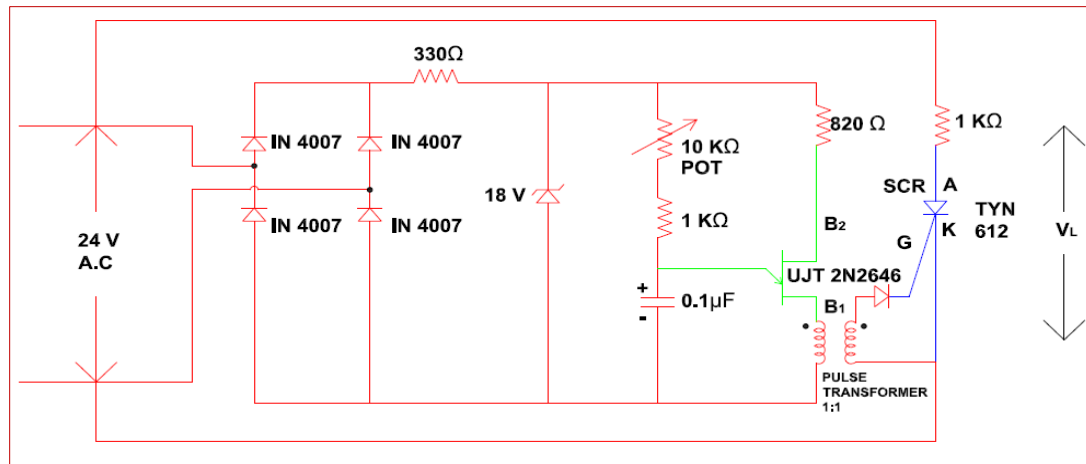 330Ω
IN 4007
IN 4007
10 KΩ
POT
820 Ω
1 KΩ
18 V
SCR
A
TYN
612
IN 4007
IN 4007
1 KΩ
B2
G
K
VL
24 V
A.C
UJT 2N2646
+
-
0.1µF
B1
PULSE
TRANSFORMER
1:1